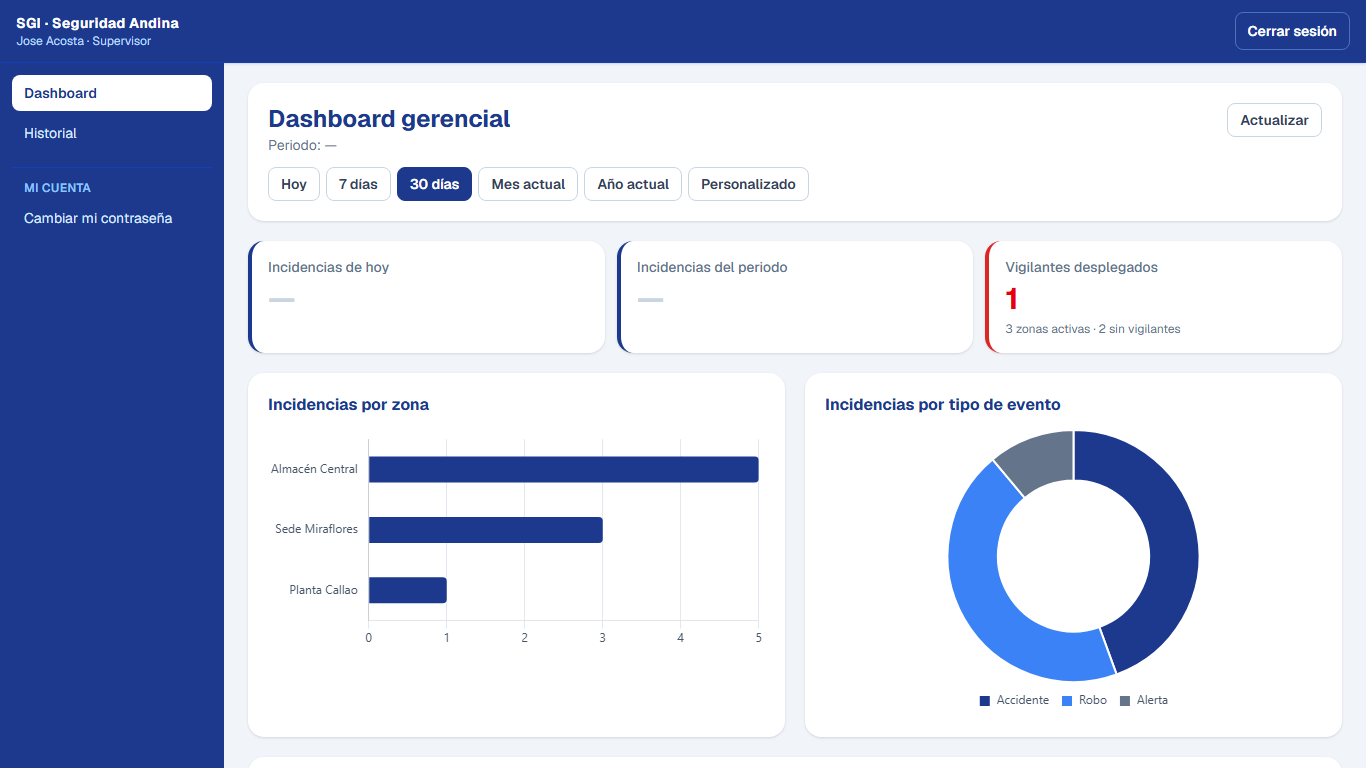 SGI · Seguridad Andina
Jose Acosta · Supervisor
Cerrar sesión
Dashboard
Historial
MI CUENTA
Cambiar mi contraseña
Dashboard gerencial
Actualizar
Periodo: —
Hoy
7 días
30 días
Mes actual
Año actual
Personalizado
Incidencias de hoy
—
Incidencias del periodo
—
Vigilantes desplegados
1
3 zonas activas · 2 sin vigilantes
Incidencias por zona
Almacén Central
Sede Miraflores
Planta Callao
0 1 2 3 4 5
Incidencias por tipo de evento
Accidente Robo Alerta